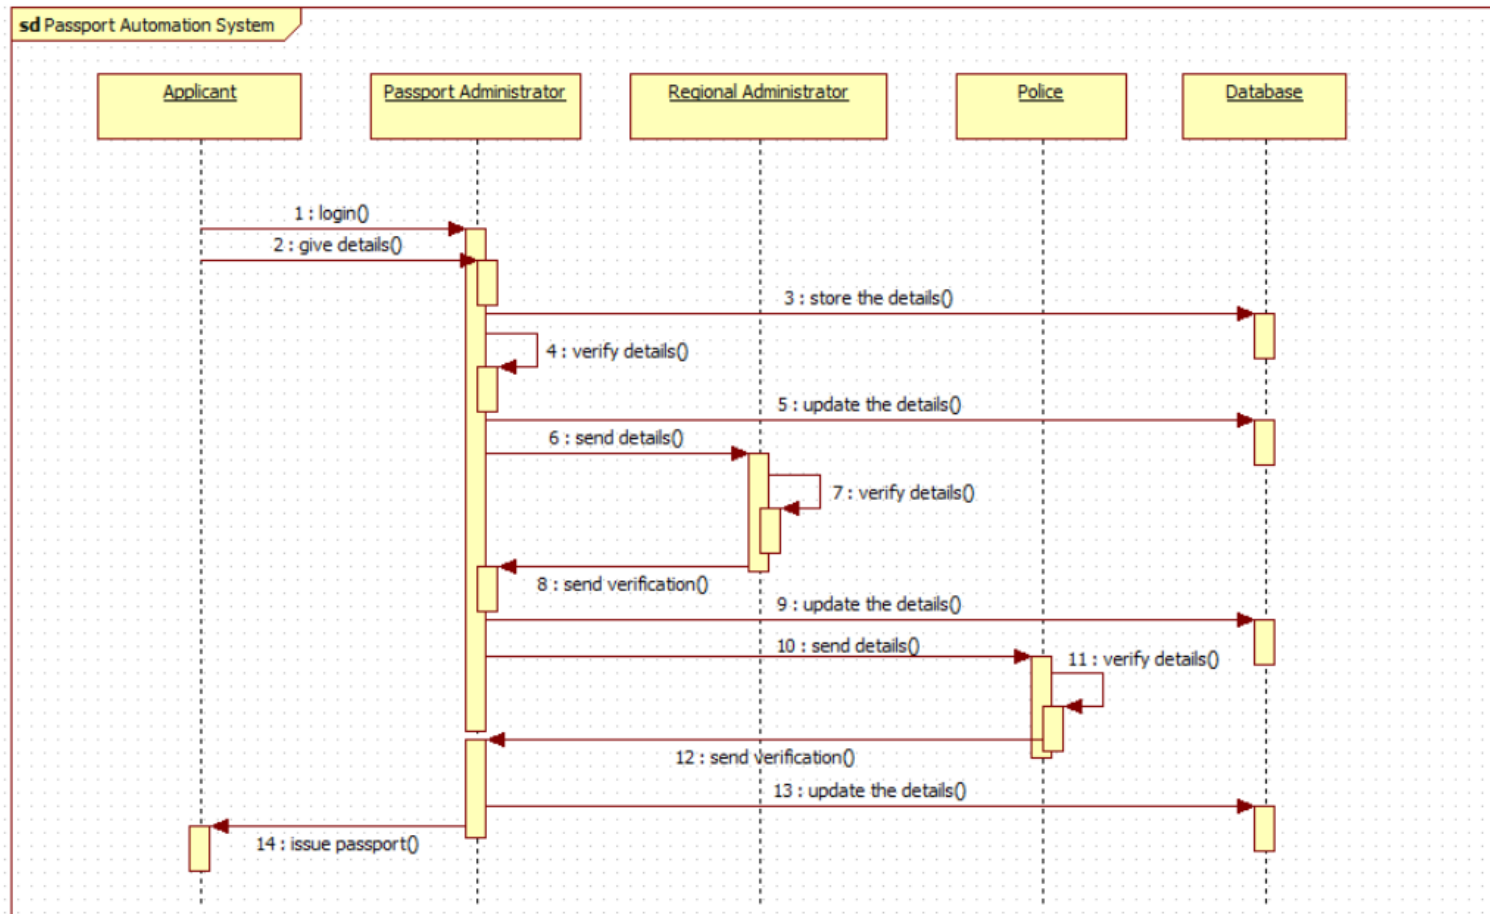 sd Passport Automation System
Applicant
Passport Administrator
Regional Administrator
Police
Database
1 : login()
2 : give details()
3 : store the details()
4 : verify details()
5 : update the details()
6 : send details()
7 : verify details()
8 : send verification()
9 : update the details()
10 : send details()
11 : verify details()
12 : send verification()
13 : update the details()
14 : issue passport()